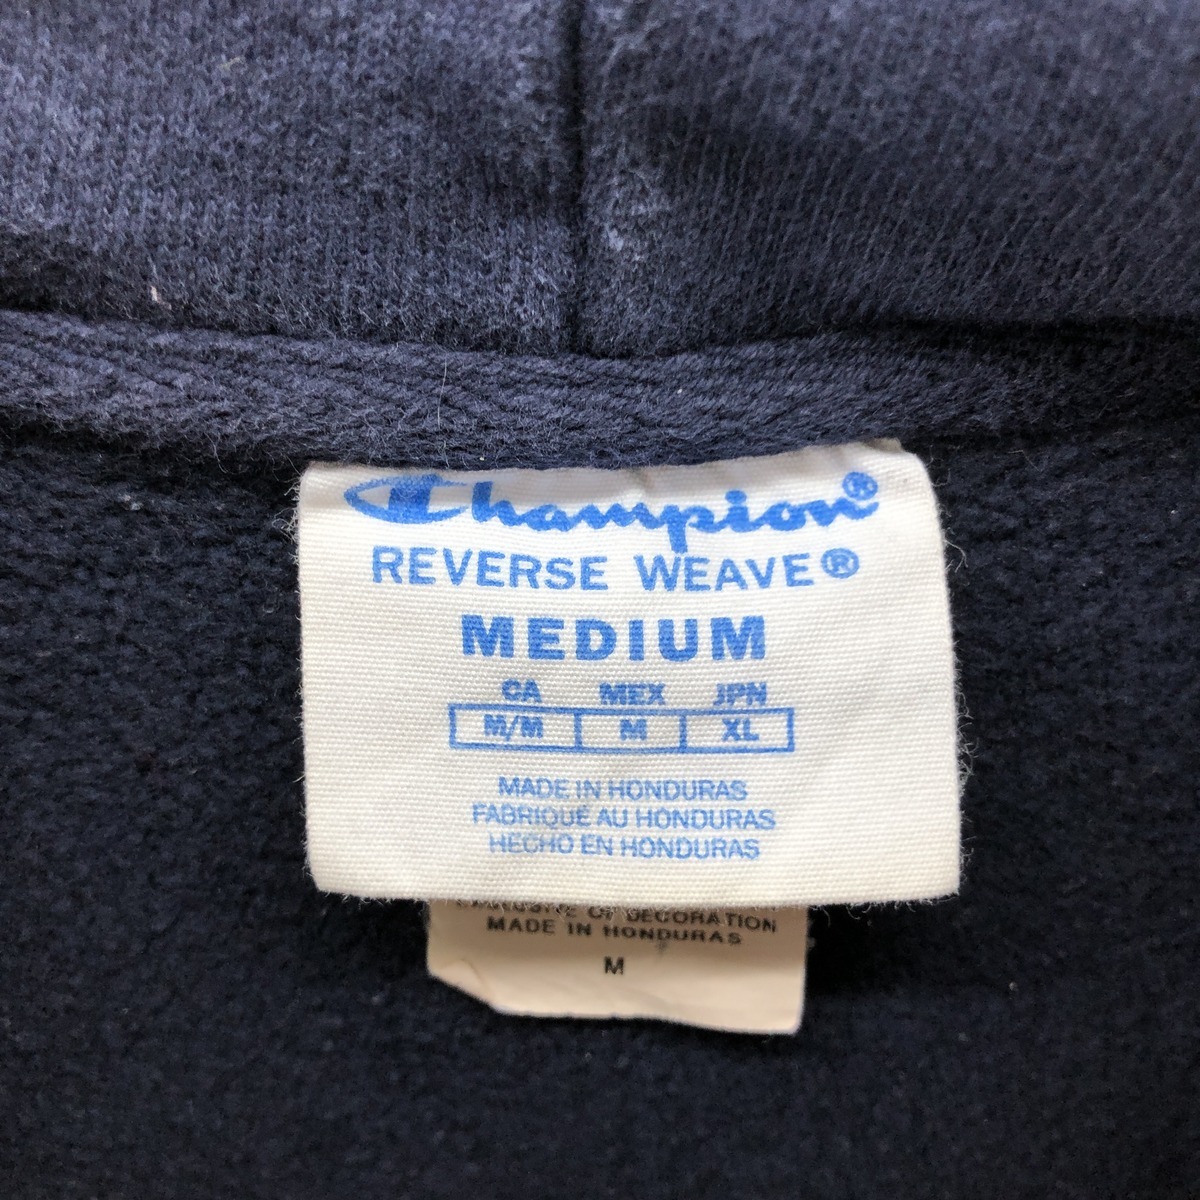 Champion®
REVERSE WEAVE®
MEDIUM
CA MEX JPN
M/M M XL
MADE IN HONDURAS
FABRIQUÉ AU HONDURAS
HECHO EN HONDURAS
OF DECORATION
MADE IN HONDURAS
M